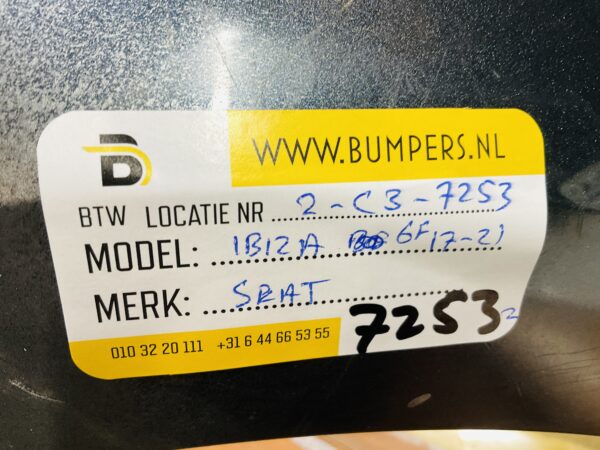 B
WWW.BUMPERS.NL
BTW LOCATIE NR 2-C3-7253
MODEL: IBIZA 6F 17-21
MERK: SEAT
7253
010 32 20 111 +31 6 44 66 53 55